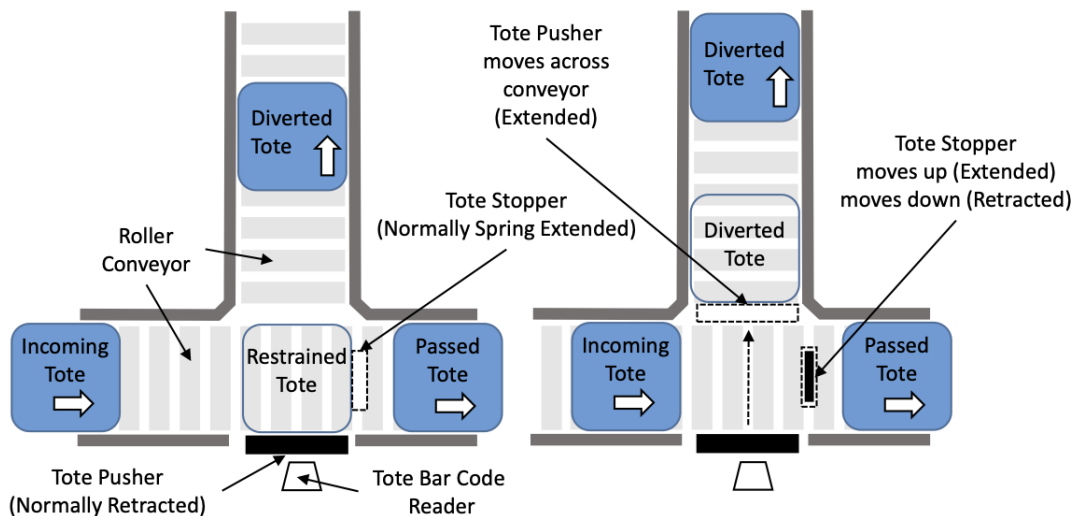 Diverted
Tote
Roller
Conveyor
Tote Stopper
(Normally Spring Extended)
Incoming
Tote
Restrained
Tote
Passed
Tote
Tote Pusher
(Normally Retracted)
Tote Bar Code
Reader
Tote Pusher
moves across
conveyor
(Extended)
Diverted
Tote
Tote Stopper
moves up (Extended)
moves down (Retracted)
Diverted
Tote
Incoming
Tote
Passed
Tote